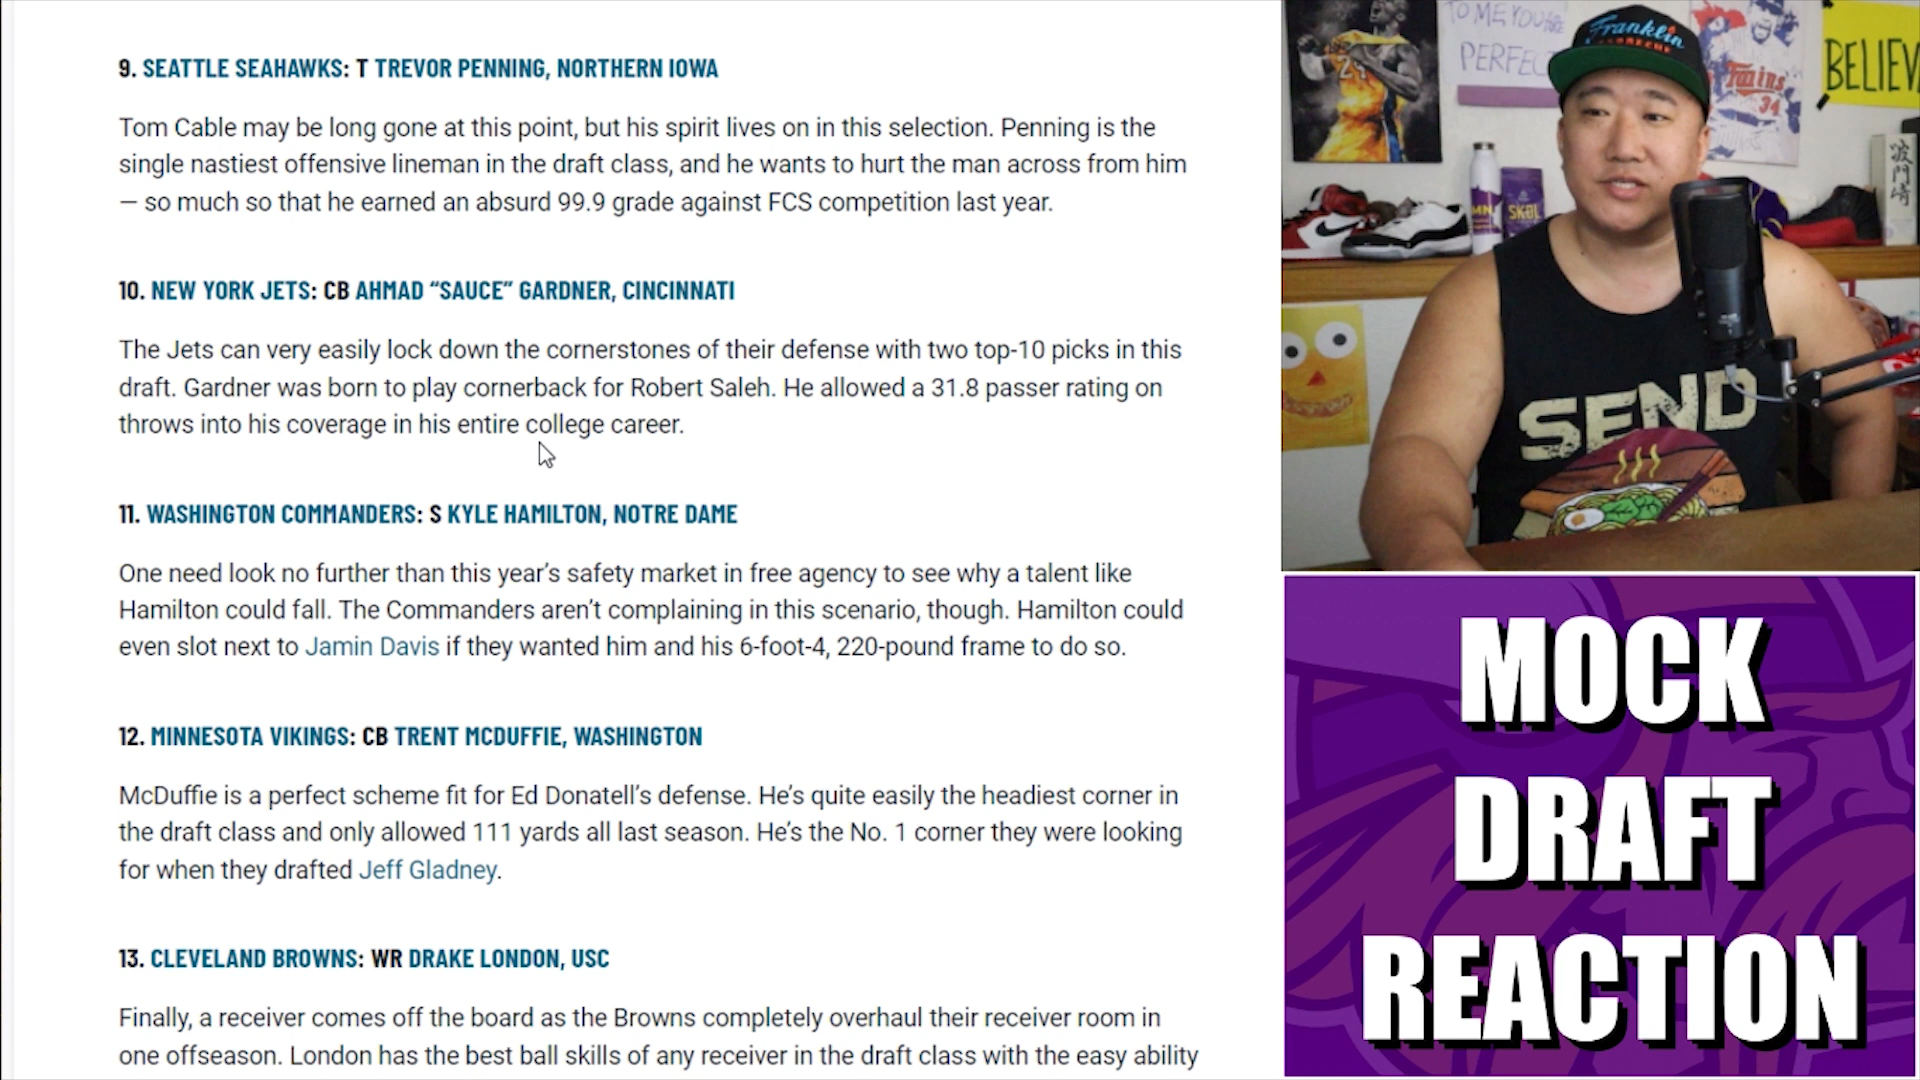 9. SEATTLE SEAHAWKS: T TREVOR PENNING, NORTHERN IOWA
Tom Cable may be long gone at this point, but his spirit lives on in this selection. Penning is the
single nastiest offensive lineman in the draft class, and he wants to hurt the man across from him
— so much so that he earned an absurd 99.9 grade against FCS competition last year.
10. NEW YORK JETS: CB AHMAD “SAUCE” GARDNER, CINCINNATI
The Jets can very easily lock down the cornerstones of their defense with two top-10 picks in this
draft. Gardner was born to play cornerback for Robert Saleh. He allowed a 31.8 passer rating on
throws into his coverage in his entire college career.
11. WASHINGTON COMMANDERS: S KYLE HAMILTON, NOTRE DAME
One need look no further than this year’s safety market in free agency to see why a talent like
Hamilton could fall. The Commanders aren’t complaining in this scenario, though. Hamilton could
even slot next to Jamin Davis if they wanted him and his 6-foot-4, 220-pound frame to do so.
12. MINNESOTA VIKINGS: CB TRENT MCDUFFIE, WASHINGTON
McDuffie is a perfect scheme fit for Ed Donatell’s defense. He’s quite easily the headiest corner in
the draft class and only allowed 111 yards all last season. He’s the No. 1 corner they were looking
for when they drafted Jeff Gladney.
13. CLEVELAND BROWNS: WR DRAKE LONDON, USC
Finally, a receiver comes off the board as the Browns completely overhaul their receiver room in
one offseason. London has the best ball skills of any receiver in the draft class with the easy ability
TO ME YOU
PERFEC
Franklin
Twins
34
BELIEV
24
MN
SKOL
SEND
MOCK
DRAFT
REACTION